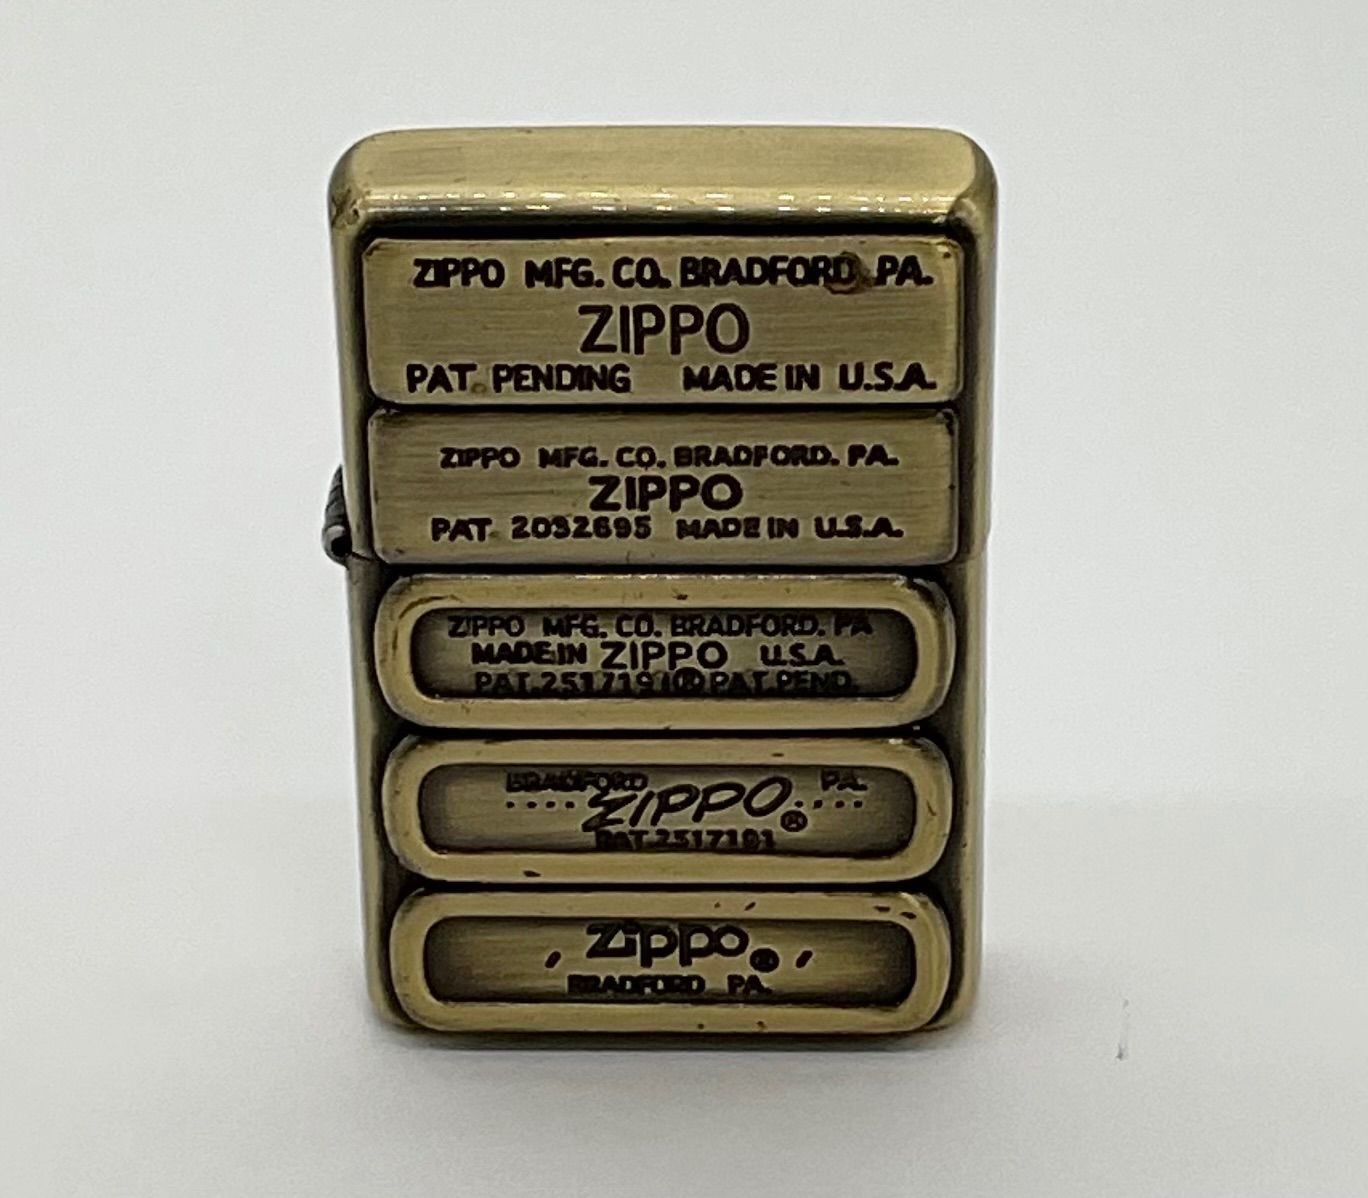 ZIPPO MFG. CO. BRADFORD PA.
ZIPPO
PAT. PENDING MADE IN U.S.A.
ZIPPO MFG. CO. BRADFORD. PA.
ZIPPO
PAT. 2032695 MADE IN U.S.A.
ZIPPO MFG. CO. BRADFORD. PA
MADE IN ZIPPO U.S.A.
PAT.2517191® PAT.PEND.
BRADFORD PA.
....ZIPPO®....
PAT.2517191
/ Zippo® /
BRADFORD PA.